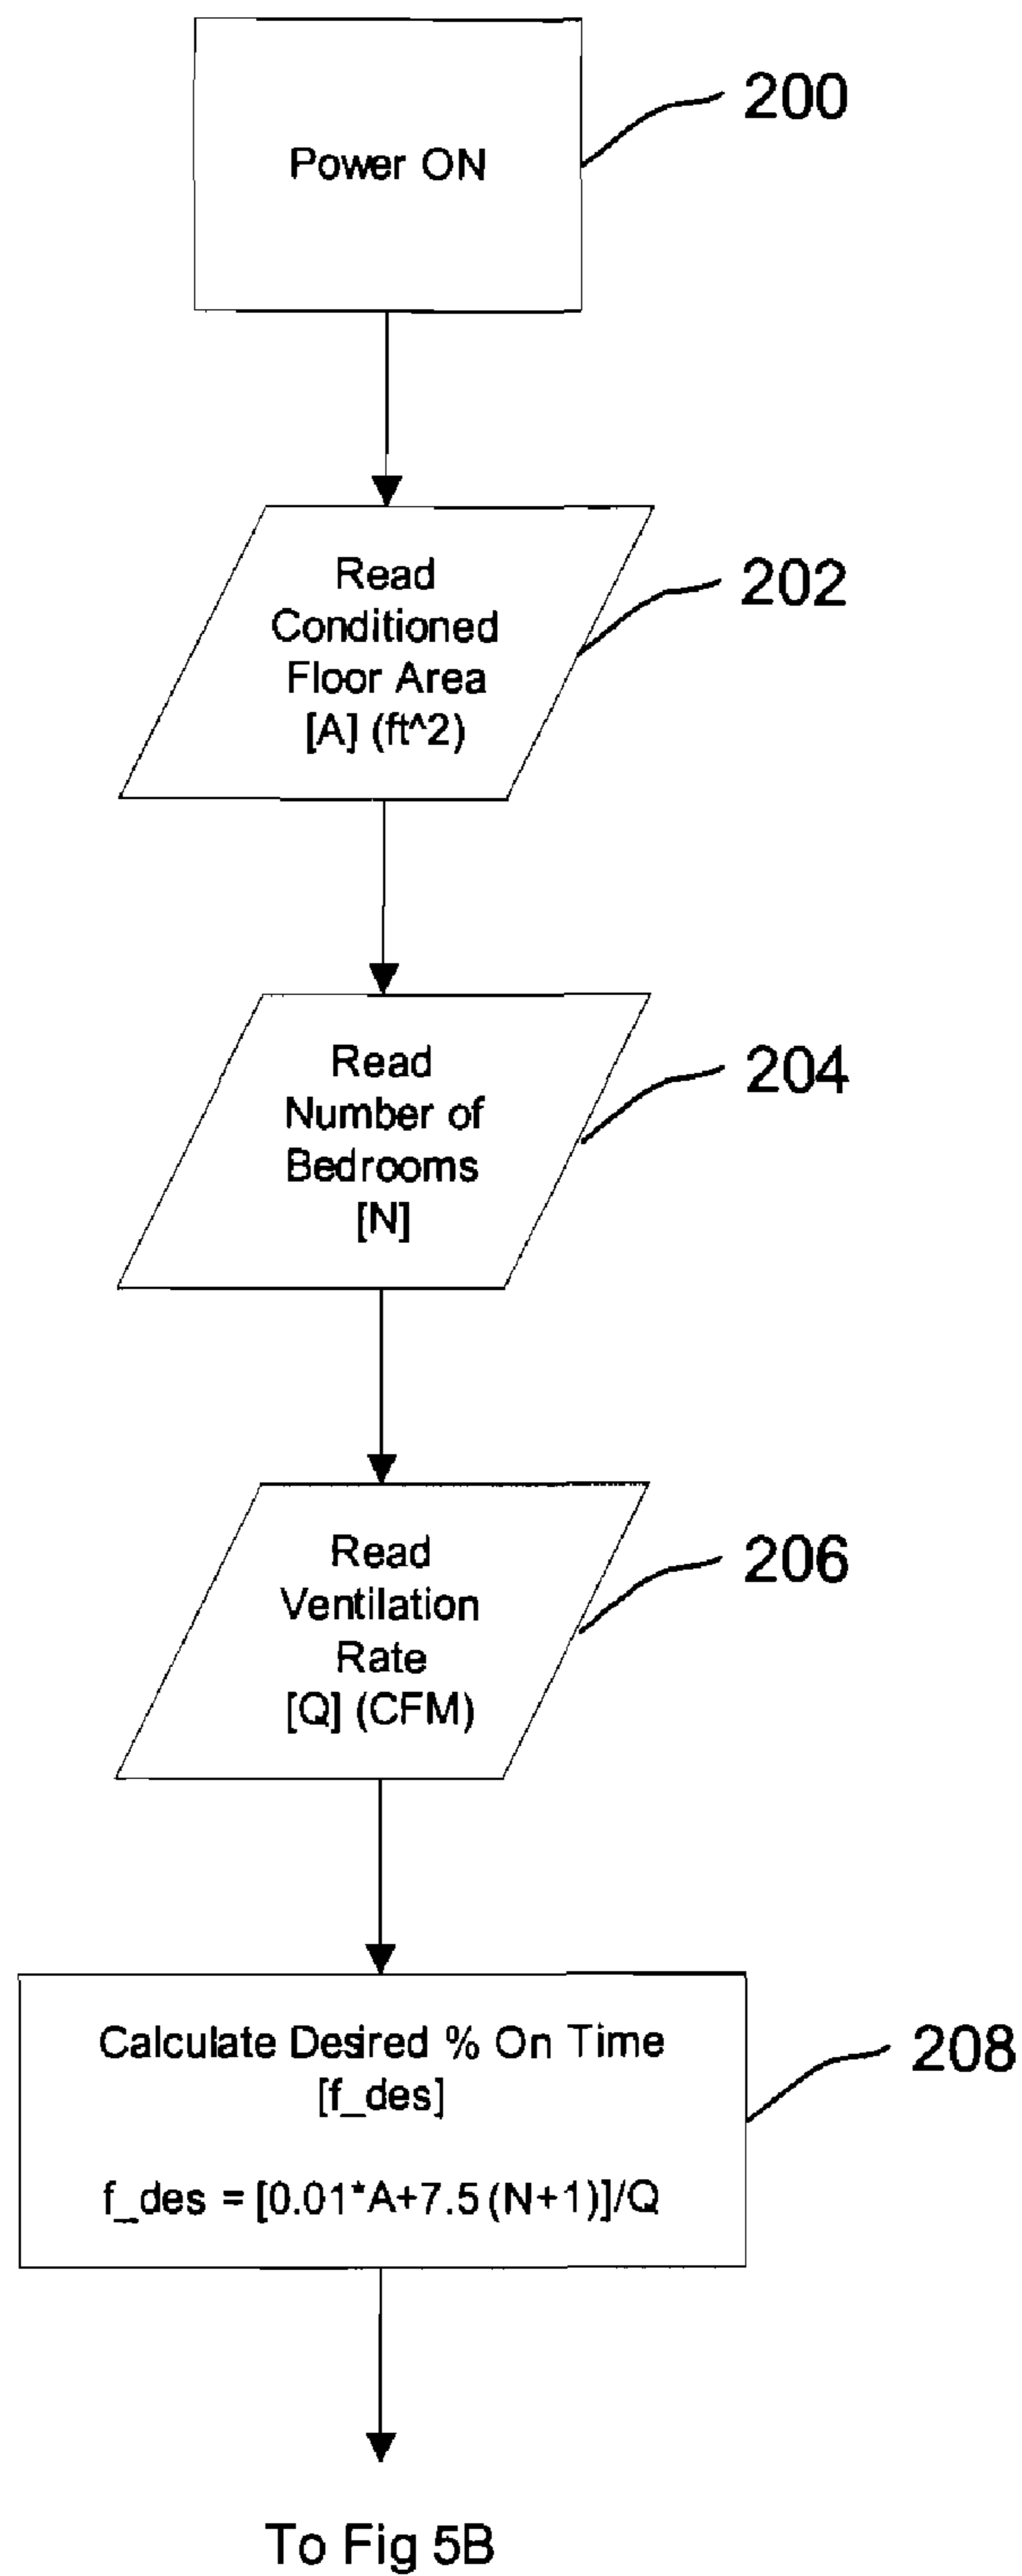 Power ON
200
Read
Conditioned
Floor Area
[A] (ft^2)
202
Read
Number of
Bedrooms
[N]
204
Read
Ventilation
Rate
[Q] (CFM)
206
Calculate Desired % On Time
[f_des]
f_des = [0.01*A+7.5 (N+1)]/Q
208
To Fig 5B